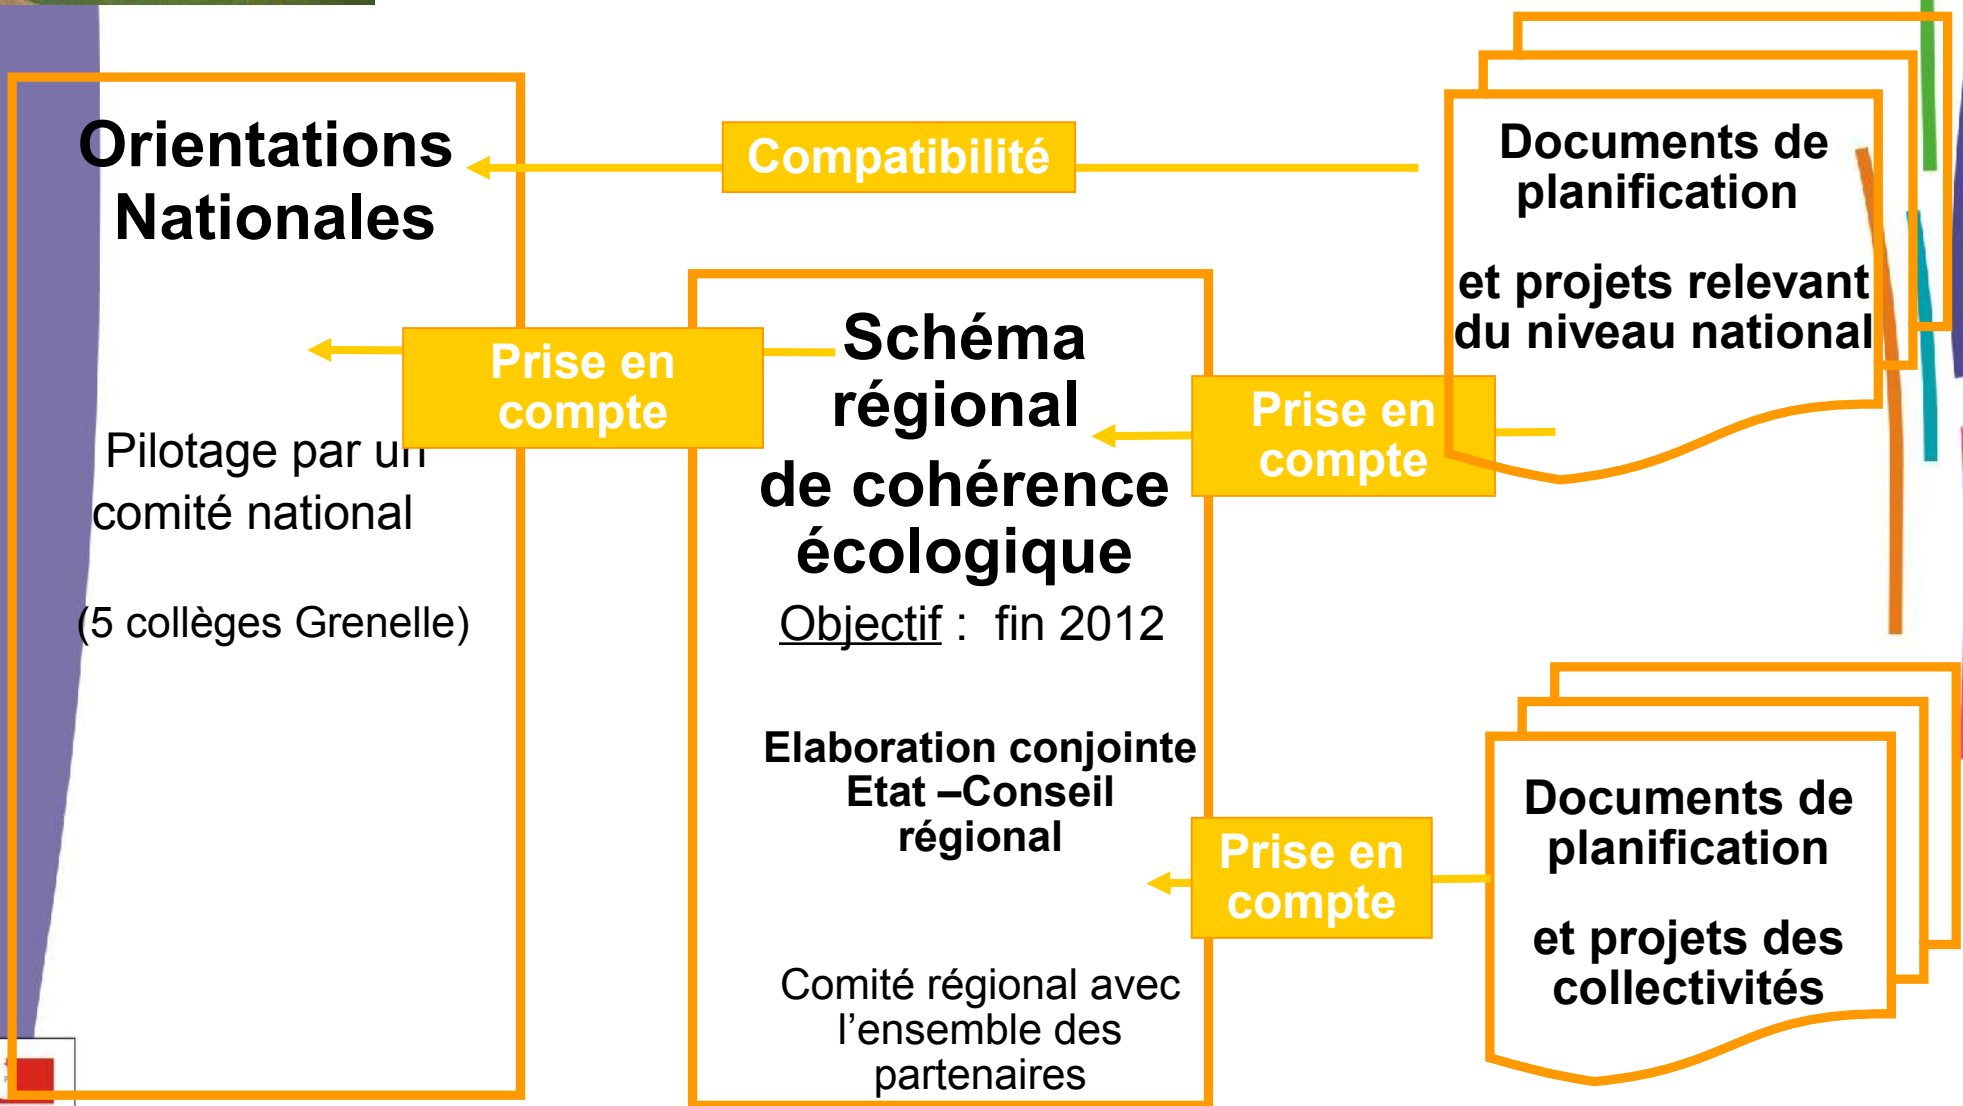 Orientations
Nationales
Pilotage par un
comité national
(5 collèges Grenelle)
Compatibilité
Prise en
compte
Schéma
régional
de cohérence
écologique
Objectif : fin 2012
Elaboration conjointe
Etat –Conseil
régional
Comité régional avec
l’ensemble des
partenaires
Prise en
compte
Documents de
planification
et projets relevant
du niveau national
Prise en
compte
Documents de
planification
et projets des
collectivités